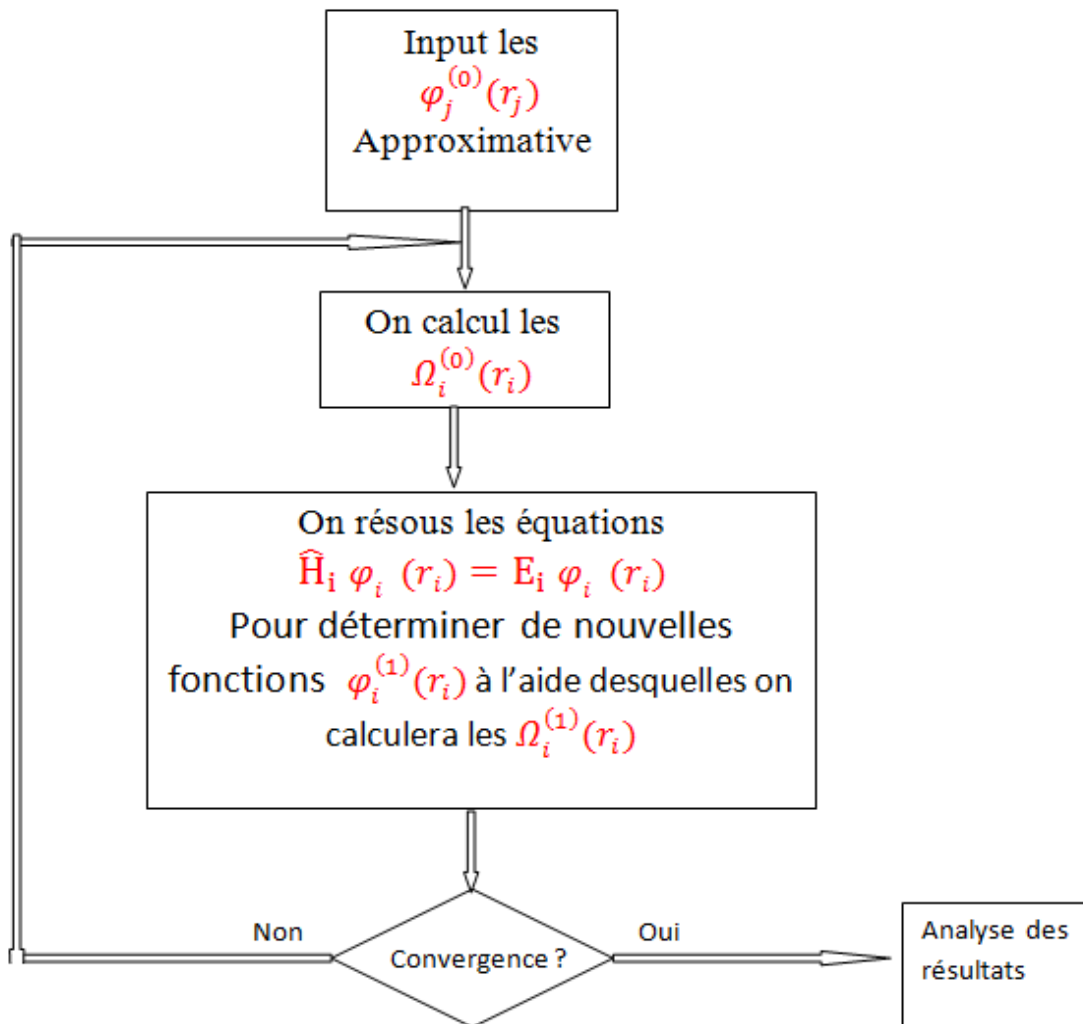 Input les
φ_j^(0)(r_j)
Approximative
On calcul les
Ω_i^(0)(r_i)
On résous les équations
Ĥ_i φ_i (r_i) = E_i φ_i (r_i)
Pour déterminer de nouvelles
fonctions φ_i^(1)(r_i) à l’aide desquelles on
calculera les Ω_i^(1)(r_i)
Non
Convergence ?
Oui
Analyse des
résultats